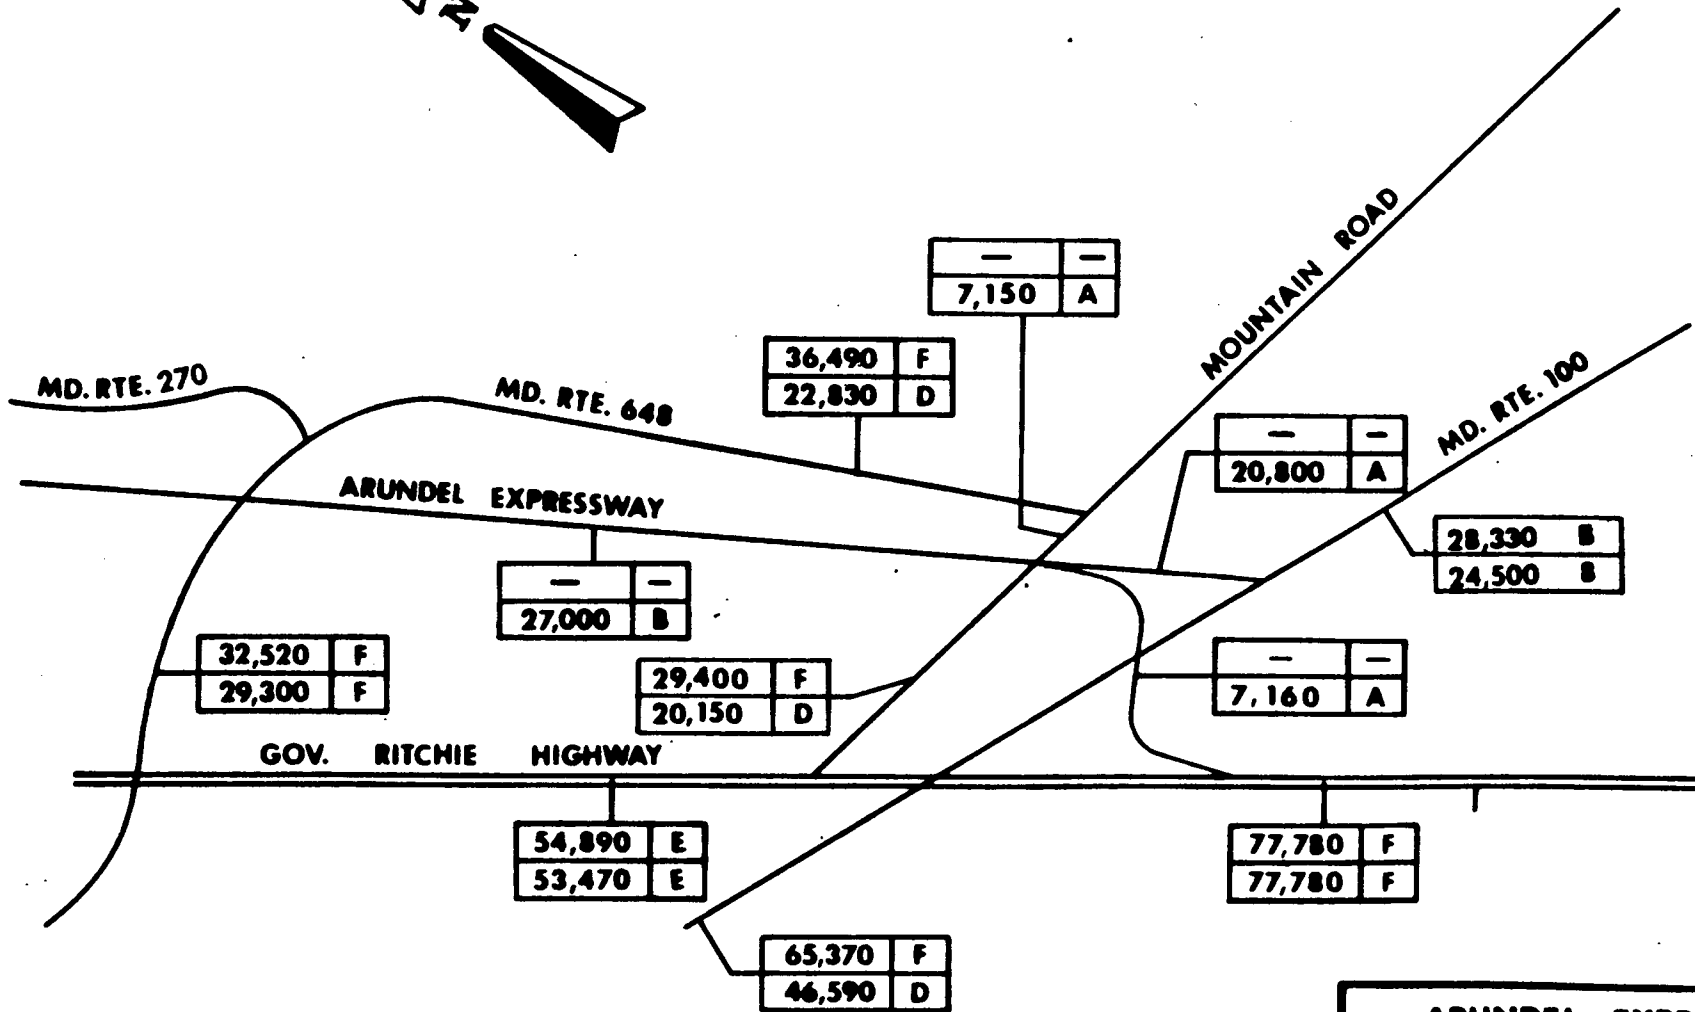 N
— —
7,150 A
MOUNTAIN ROAD
36,490 F
22,830 D
MD. RTE. 270
MD. RTE. 648
MD. RTE. 100
— —
20,800 A
ARUNDEL EXPRESSWAY
28,330 B
24,500 B
— —
27,000 B
32,520 F
29,300 F
29,400 F
20,150 D
— —
7,160 A
GOV. RITCHIE HIGHWAY
54,890 E
53,470 E
77,780 F
77,780 F
65,370 F
46,590 D
ARUNDEL